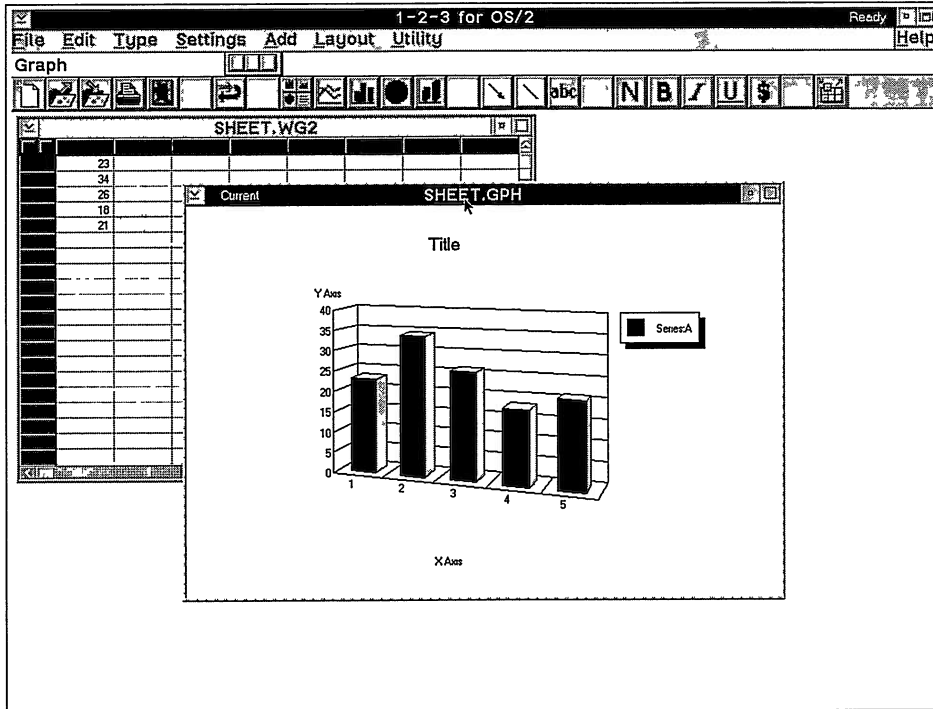 1-2-3 for OS/2 Ready
File Edit Type Settings Add Layout Utility Help
Graph
abc N B I U $
SHEET.WG2
23
34
26
18
21
Current SHEET.GPH
Title
Y Axis
40
35
30
25
20
15
10
5
0
1 2 3 4 5
Series:A
X Axis